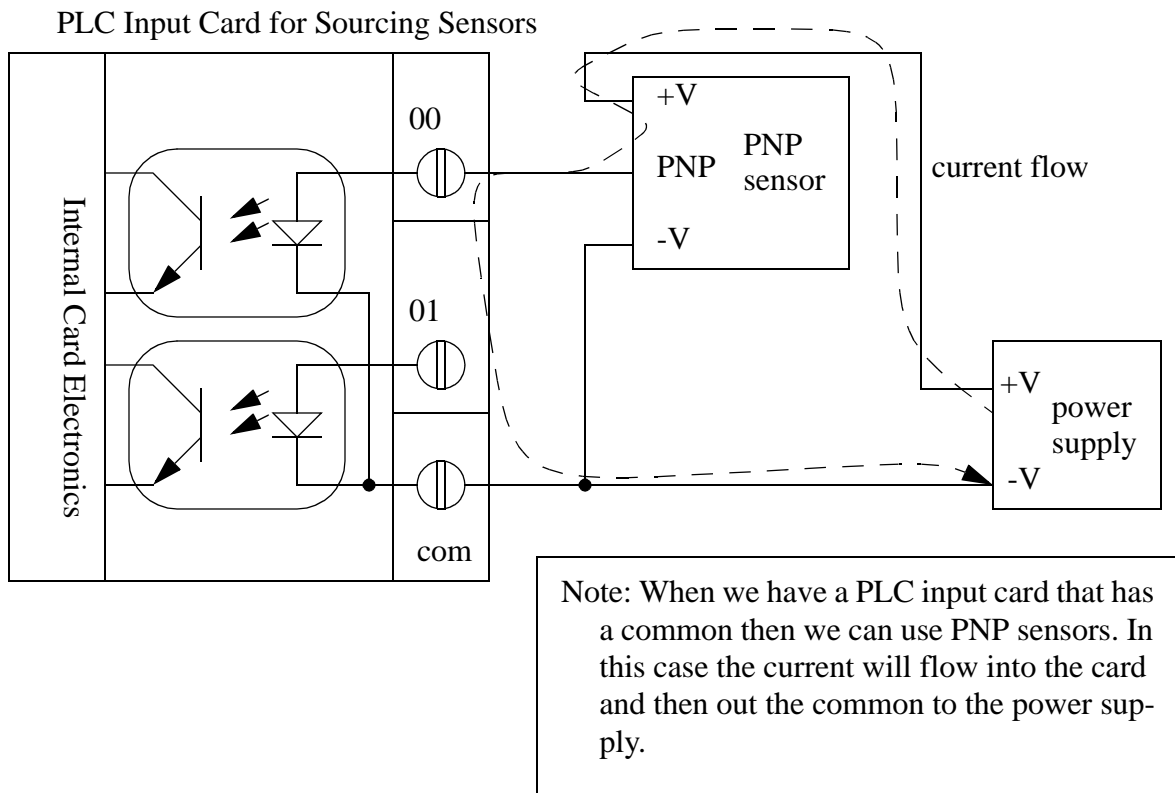 PLC Input Card for Sourcing Sensors
00
+V
PNP
PNP
sensor
-V
current flow
Internal Card Electronics
01
+V
power
supply
-V
com
Note: When we have a PLC input card that has
a common then we can use PNP sensors. In
this case the current will flow into the card
and then out the common to the power sup-
ply.